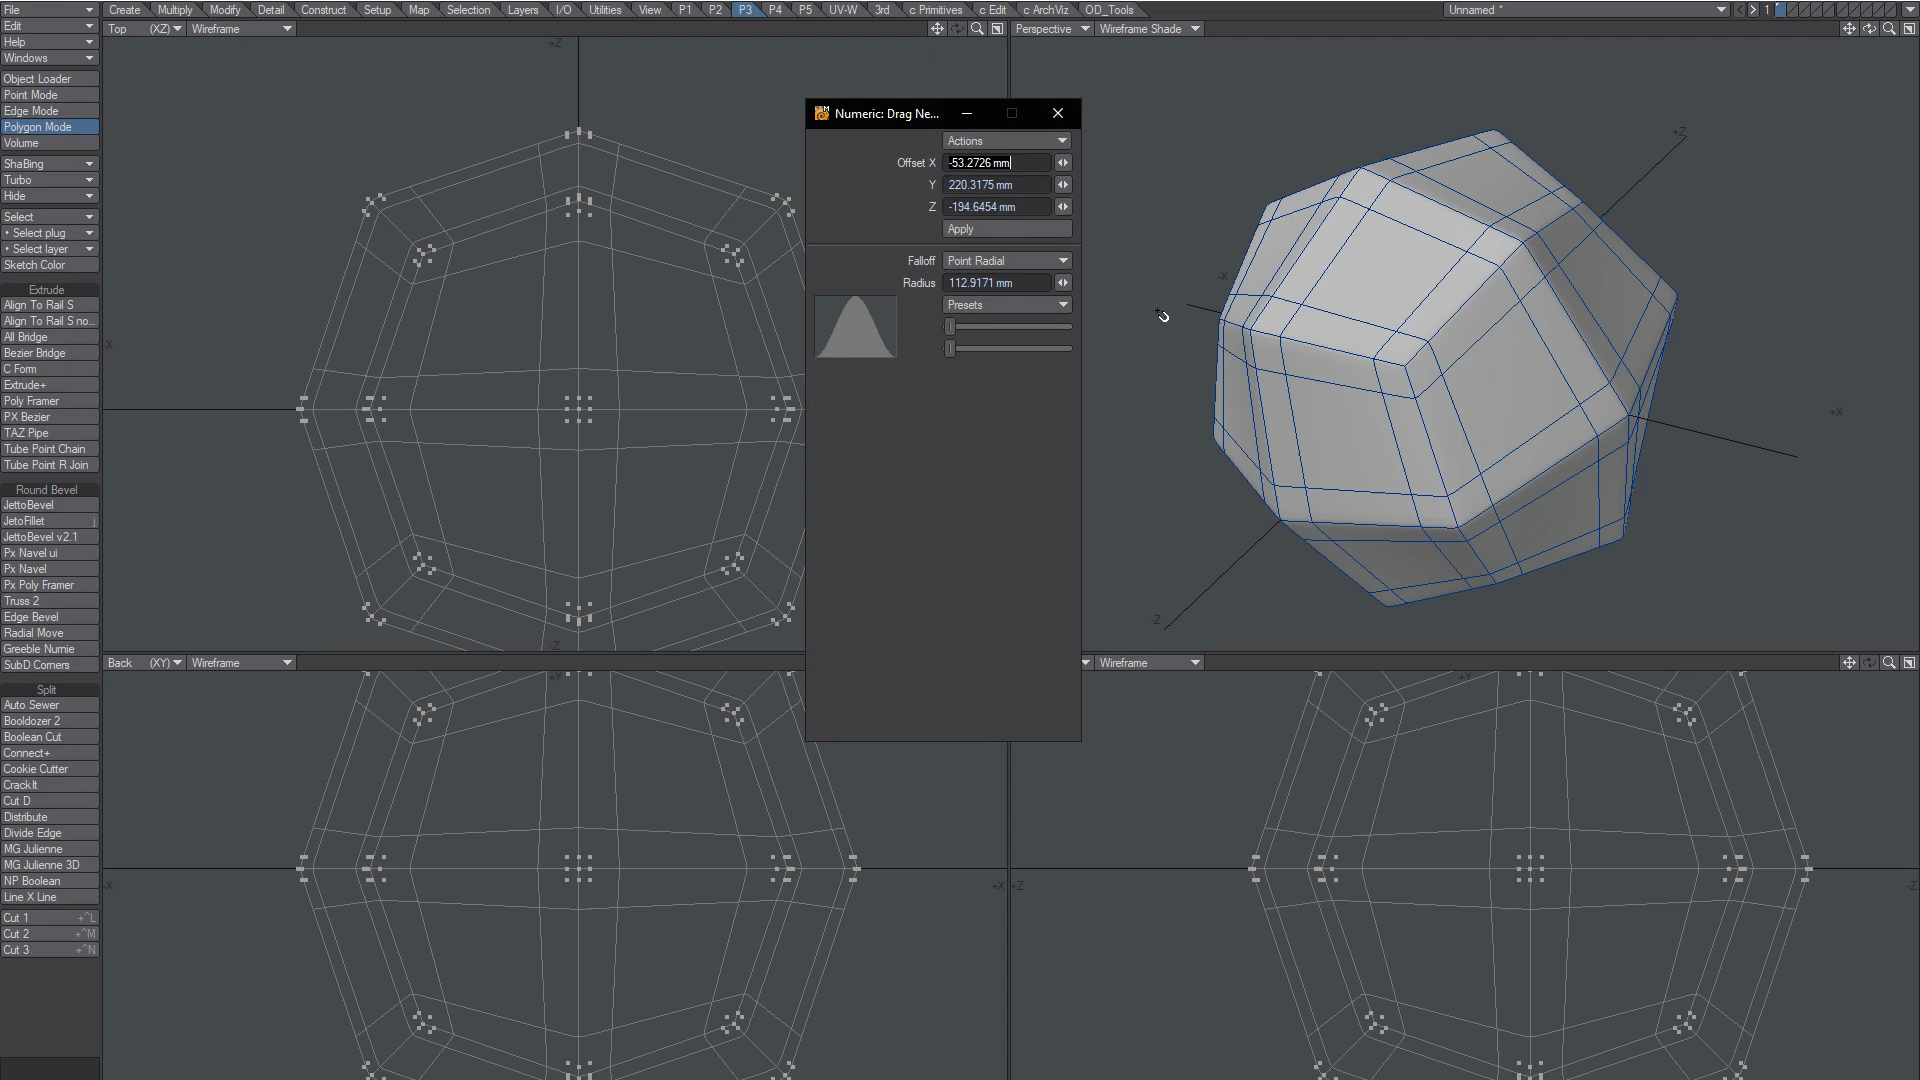 File Create Multiply Modify Detail Construct Setup Map Selection Layers I/O Utilities View P1 P2 P3 P4 P5 UV-W 3rd c Primitives c Edit c ArchViz OD_Tools Unnamed * 1
Edit
Help
Windows
Object Loader
Point Mode
Edge Mode
Polygon Mode
Volume
ShaBing
Turbo
Hide
Select
• Select plug
• Select layer
Sketch Color
Extrude
Align To Rail S
Align To Rail S no...
All Bridge
Bezier Bridge
C Form
Extrude+
Poly Framer
PX Bezier
TAZ Pipe
Tube Point Chain
Tube Point R Join
Round Bevel
JettoBevel
JetoFillet j
JettoBevel v2.1
Px Navel ui
Px Navel
Px Poly Framer
Truss 2
Edge Bevel
Radial Move
Greeble Numie
SubD Corners
Split
Auto Sewer
Booldozer 2
Boolean Cut
Connect+
Cookie Cutter
CrackIt
Cut D
Distribute
Divide Edge
MG Julienne
MG Julienne 3D
NP Boolean
Line X Line
Cut 1 +^L
Cut 2 +^M
Cut 3 +^N
Top (XZ) Wireframe
+Z
-X
-Z
Perspective Wireframe Shade
+Z
-X
+X
-Z
Numeric: Drag Ne...
Actions
Offset X -53.2726 mm
Y 220.3175 mm
Z -194.6454 mm
Apply
Falloff Point Radial
Radius 112.9171 mm
Presets
Back (XY) Wireframe
+Y
-X
+X
Wireframe
+Y
+Z
-Z